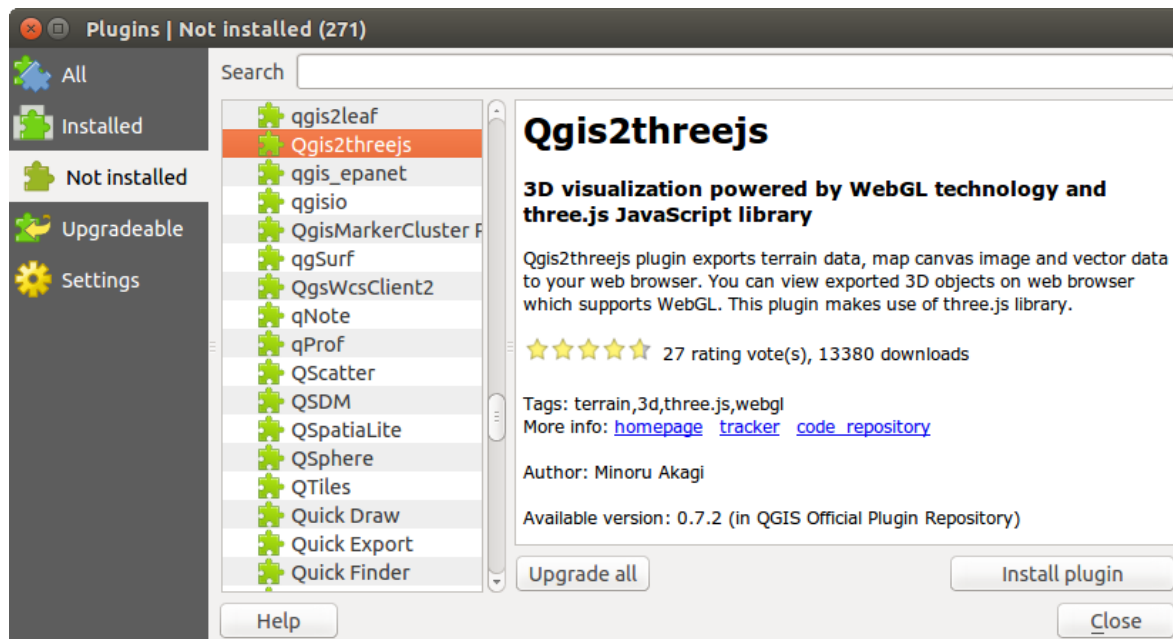 Plugins | Not installed (271)
All
Installed
Not installed
Upgradeable
Settings
Search
qgis2leaf
Qgis2threejs
qgis_epanet
qgisio
QgisMarkerCluster
qgSurf
QgsWcsClient2
qNote
qProf
QScatter
QSDM
QSpatiaLite
QSphere
QTiles
Quick Draw
Quick Export
Quick Finder
Qgis2threejs
3D visualization powered by WebGL technology and
three.js JavaScript library
Qgis2threejs plugin exports terrain data, map canvas image and vector data
to your web browser. You can view exported 3D objects on web browser
which supports WebGL. This plugin makes use of three.js library.
27 rating vote(s), 13380 downloads
Tags: terrain,3d,three.js,webgl
More info: homepage tracker code repository
Author: Minoru Akagi
Available version: 0.7.2 (in QGIS Official Plugin Repository)
Upgrade all
Install plugin
Help
Close